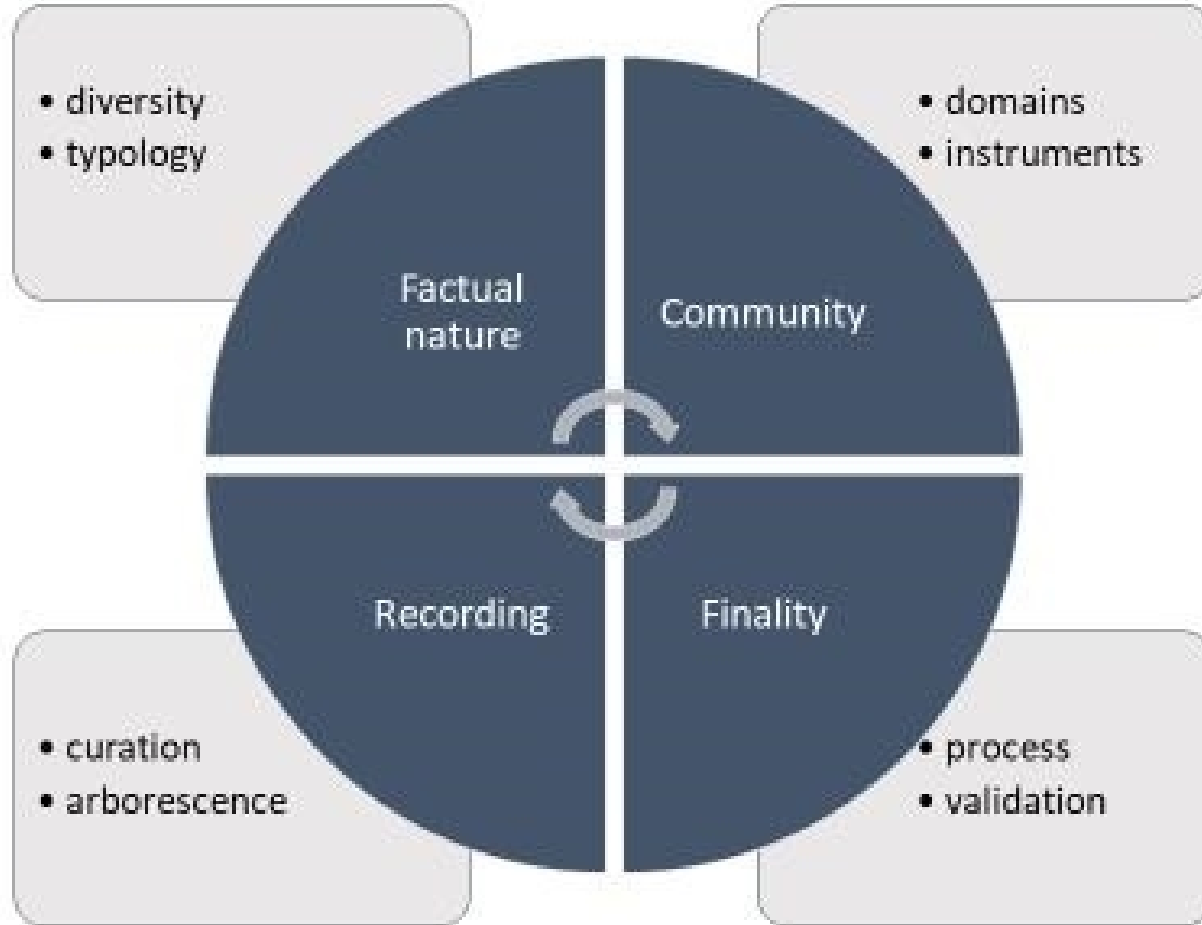 • diversity
• typology
• domains
• instruments
Factual
nature
Community
Recording
Finality
• curation
• arborescence
• process
• validation